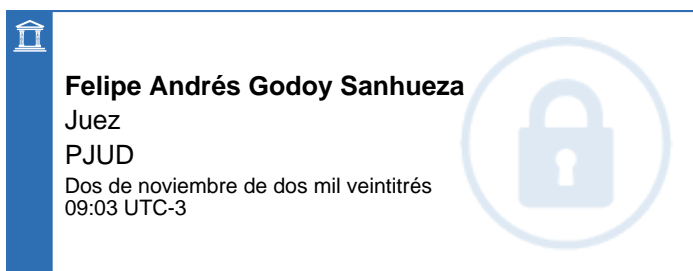 Felipe Andrés Godoy Sanhueza
Juez
PJUD
Dos de noviembre de dos mil veintitrés
09:03 UTC-3